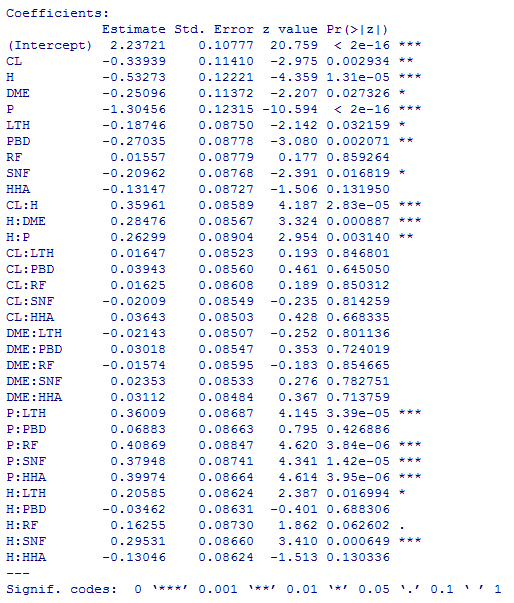 Coefficients:
            Estimate Std. Error z value Pr(>|z|)
(Intercept)  2.23721    0.10777  20.759  < 2e-16 ***
CL          -0.33939    0.11410  -2.975 0.002934 **
H           -0.53273    0.12221  -4.359 1.31e-05 ***
DME         -0.25096    0.11372  -2.207 0.027326 *
P           -1.30456    0.12315 -10.594  < 2e-16 ***
LTH         -0.18746    0.08750  -2.142 0.032159 *
PBD         -0.27035    0.08778  -3.080 0.002071 **
RF           0.01557    0.08779   0.177 0.859264
SNF         -0.20962    0.08768  -2.391 0.016819 *
HHA         -0.13147    0.08727  -1.506 0.131950
CL:H         0.35961    0.08589   4.187 2.83e-05 ***
H:DME        0.28476    0.08567   3.324 0.000887 ***
H:P          0.26299    0.08904   2.954 0.003140 **
CL:LTH       0.01647    0.08523   0.193 0.846801
CL:PBD       0.03943    0.08560   0.461 0.645050
CL:RF        0.01625    0.08608   0.189 0.850312
CL:SNF      -0.02009    0.08549  -0.235 0.814259
CL:HHA       0.03643    0.08503   0.428 0.668335
DME:LTH     -0.02143    0.08507  -0.252 0.801136
DME:PBD      0.03018    0.08547   0.353 0.724019
DME:RF      -0.01574    0.08595  -0.183 0.854665
DME:SNF      0.02353    0.08533   0.276 0.782751
DME:HHA      0.03112    0.08484   0.367 0.713759
P:LTH        0.36009    0.08687   4.145 3.39e-05 ***
P:PBD        0.06883    0.08663   0.795 0.426886
P:RF         0.40869    0.08847   4.620 3.84e-06 ***
P:SNF        0.37948    0.08741   4.341 1.42e-05 ***
P:HHA        0.39974    0.08664   4.614 3.95e-06 ***
H:LTH        0.20585    0.08624   2.387 0.016994 *
H:PBD       -0.03462    0.08631  -0.401 0.688306
H:RF         0.16255    0.08730   1.862 0.062602 .
H:SNF        0.29531    0.08660   3.410 0.000649 ***
H:HHA       -0.13046    0.08624  -1.513 0.130336
---
Signif. codes:  0 ‘***’ 0.001 ‘**’ 0.01 ‘*’ 0.05 ‘.’ 0.1 ‘ ’ 1